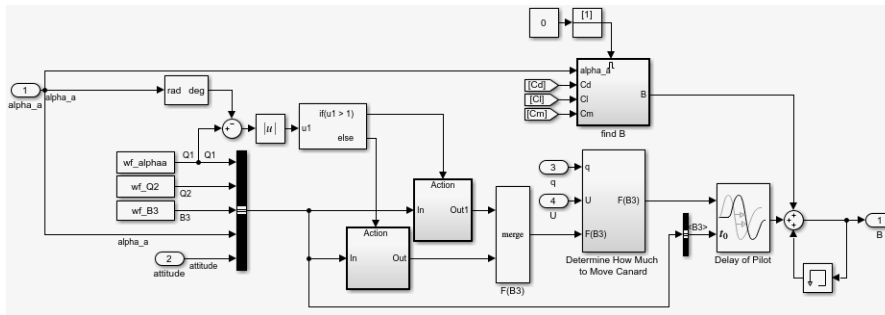 0
[1]
1
alpha_a
alpha_a
rad deg
alpha_a
[Cd]
Cd
[Cl]
Cl
[Cm]
Cm
B
find B
|u|
u1
if(u1 > 1)
else
wf_alphaa
Q1
Q1
wf_Q2
Q2
wf_B3
B3
alpha_a
2
attitude
attitude
Action
In
Out1
Action
In
Out
merge
F(B3)
3
q
4
U
q
U
F(B3)
F(B3)
Determine How Much
to Move Canard
<B3>
t0
Delay of Pilot
1
B